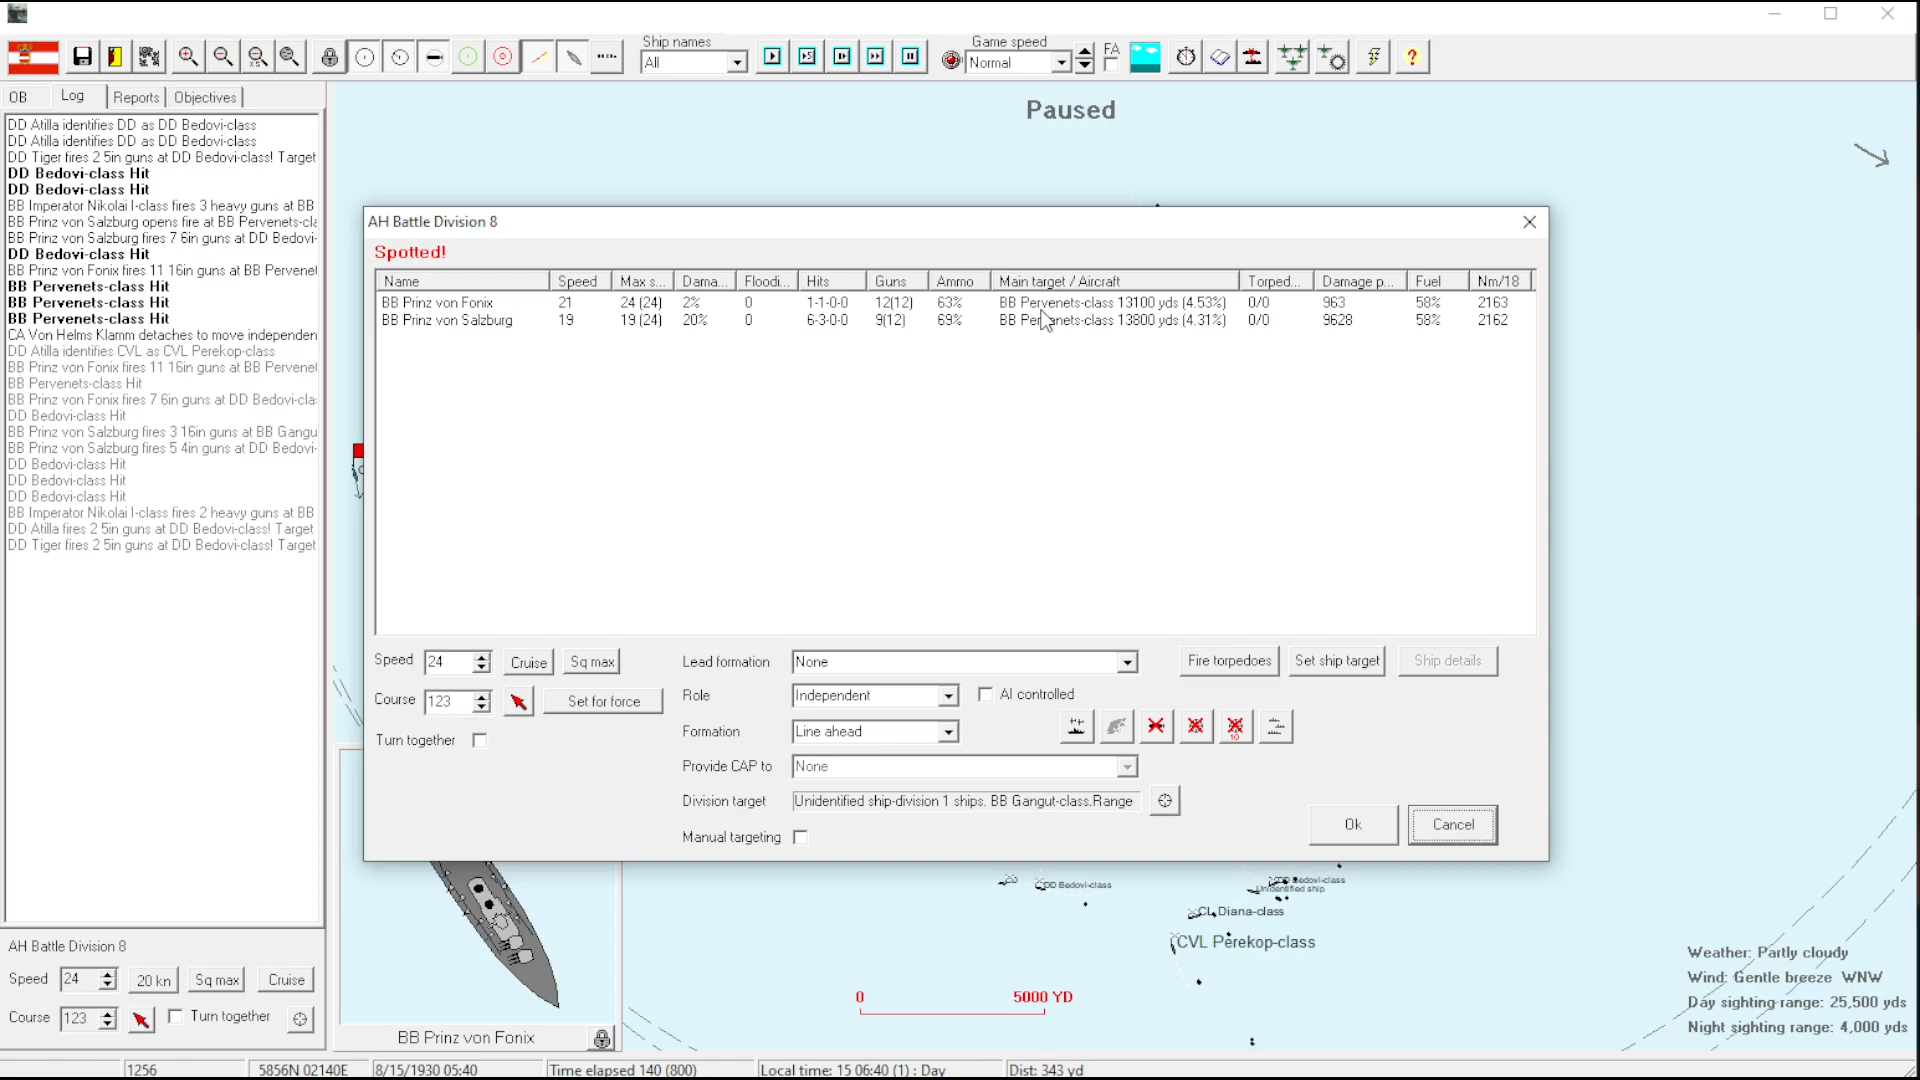 Ship names
Game speed
FA
All
Normal
?
OB
Log
Reports
Objectives
DD Atilla identifies DD as DD Bedovi-class
DD Atilla identifies DD as DD Bedovi-class
DD Tiger fires 2 5in guns at DD Bedovi-class! Target
DD Bedovi-class Hit
DD Bedovi-class Hit
BB Imperator Nikolai I-class fires 3 heavy guns at BB
BB Prinz von Salzburg opens fire at BB Pervenets-cla
BB Prinz von Salzburg fires 7 6in guns at DD Bedovi-
DD Bedovi-class Hit
BB Prinz von Fonix fires 11 16in guns at BB Pervenet
BB Pervenets-class Hit
BB Pervenets-class Hit
BB Pervenets-class Hit
CA Von Helms Klamm detaches to move independen
DD Atilla identifies CVL as CVL Perekop-class
BB Prinz von Fonix fires 11 16in guns at BB Pervenet
BB Pervenets-class Hit
BB Prinz von Fonix fires 7 6in guns at DD Bedovi-cla
DD Bedovi-class Hit
BB Prinz von Salzburg fires 3 16in guns at BB Gangu
BB Prinz von Salzburg fires 5 4in guns at DD Bedovi-
DD Bedovi-class Hit
DD Bedovi-class Hit
DD Bedovi-class Hit
BB Imperator Nikolai I-class fires 2 heavy guns at BB
DD Atilla fires 2 5in guns at DD Bedovi-class! Target
DD Tiger fires 2 5in guns at DD Bedovi-class! Target
Paused
AH Battle Division 8
Spotted!
Name Speed Max s... Dama... Floodi... Hits Guns Ammo Main target / Aircraft Torped... Damage p... Fuel Nm/18
BB Prinz von Fonix 21 24 (24) 2% 0 1-1-0-0 12(12) 63% BB Pervenets-class 13100 yds (4.53%) 0/0 963 58% 2163
BB Prinz von Salzburg 19 19 (24) 20% 0 6-3-0-0 9(12) 69% BB Pervenets-class 13800 yds (4.31%) 0/0 9628 58% 2162
Speed 24 Cruise Sq max
Course 123 Set for force
Turn together
Lead formation None
Role Independent AI controlled
Formation Line ahead
Provide CAP to None
Division target Unidentified ship-division 1 ships. BB Gangut-class.Range
Manual targeting
Fire torpedoes Set ship target Ship details
10
Ok Cancel
DD Bedovi-class
DD Bedovi-class
Unidentified ship
CL Diana-class
CVL Perekop-class
0 5000 YD
Weather: Partly cloudy
Wind: Gentle breeze WNW
Day sighting range: 25,500 yds
Night sighting range: 4,000 yds
AH Battle Division 8
Speed 24 20 kn Sq max Cruise
Course 123 Turn together
BB Prinz von Fonix
1256 5856N 02140E 8/15/1930 05:40 Time elapsed 140 (800) Local time: 15 06:40 (1) : Day Dist: 343 yd